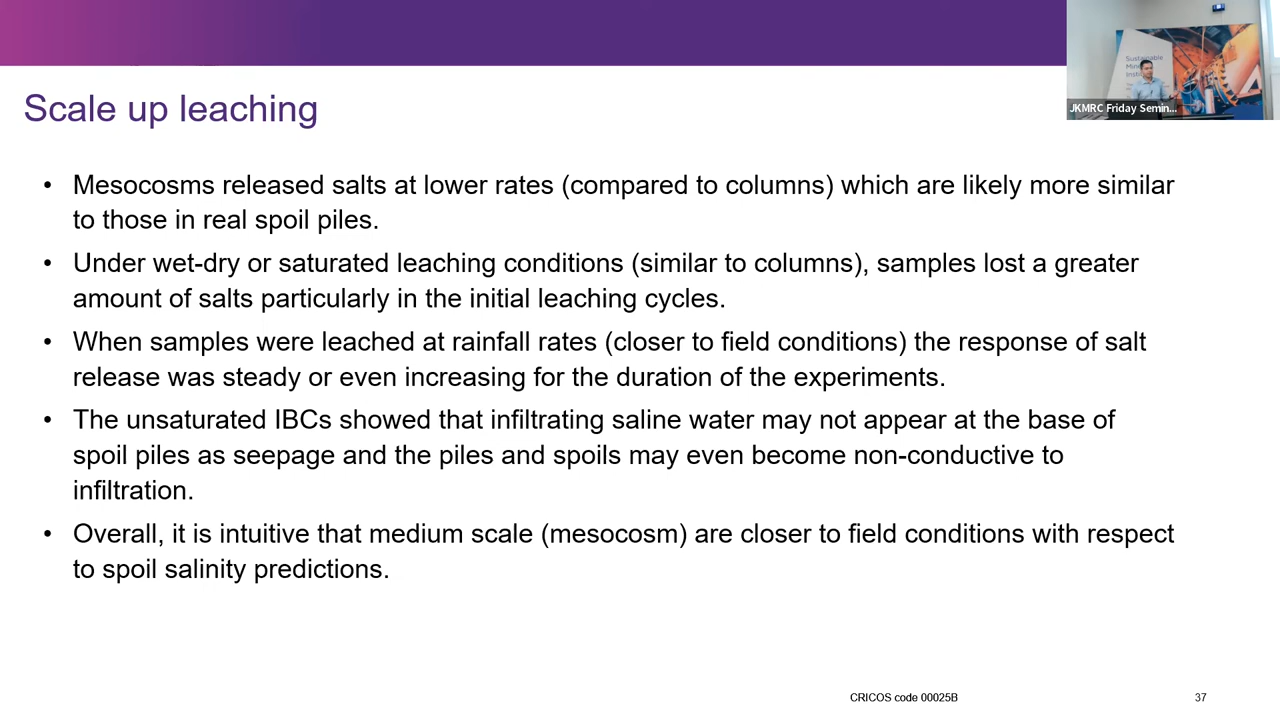 Sustainable
Scale up leaching
JKMRC Friday Semin...
• Mesocosms released salts at lower rates (compared to columns) which are likely more similar
to those in real spoil piles.
• Under wet-dry or saturated leaching conditions (similar to columns), samples lost a greater
amount of salts particularly in the initial leaching cycles.
• When samples were leached at rainfall rates (closer to field conditions) the response of salt
release was steady or even increasing for the duration of the experiments.
• The unsaturated IBCs showed that infiltrating saline water may not appear at the base of
spoil piles as seepage and the piles and spoils may even become non-conductive to
infiltration.
• Overall, it is intuitive that medium scale (mesocosm) are closer to field conditions with respect
to spoil salinity predictions.
CRICOS code 00025B
37